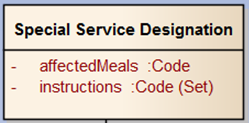 Special Service Designation
- affectedMeals :Code
- instructions :Code (Set)